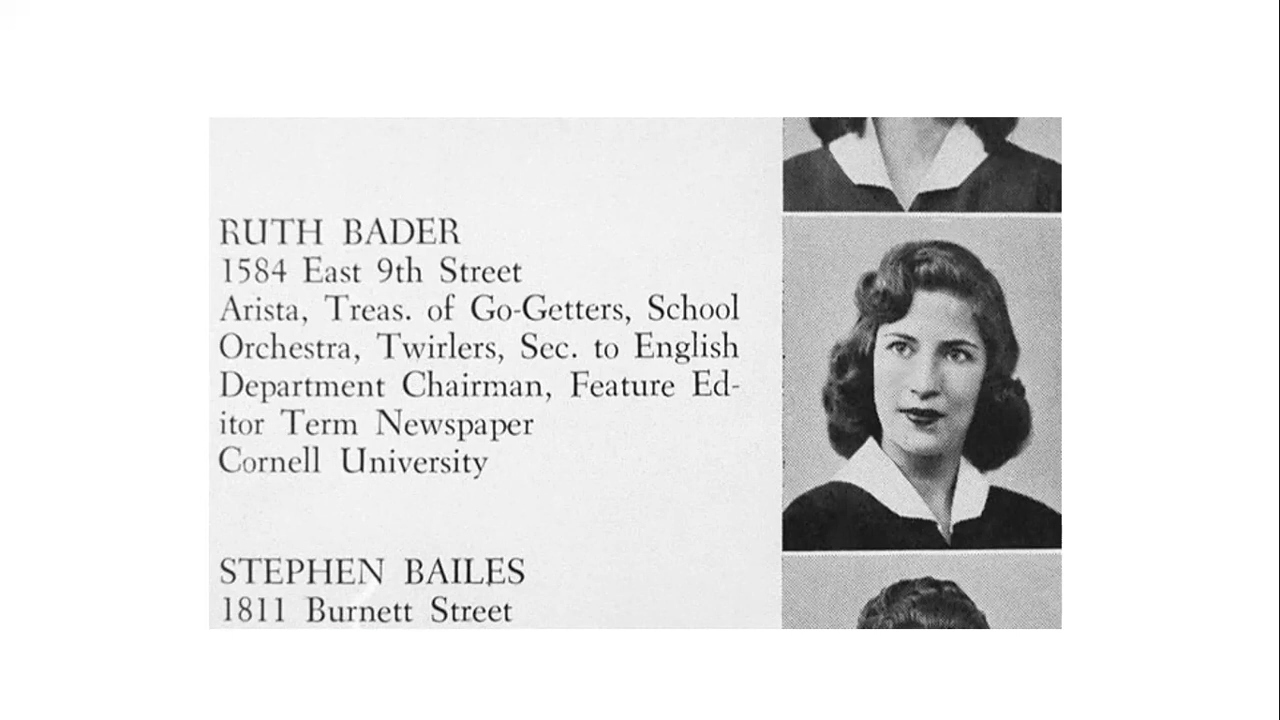 RUTH BADER
1584 East 9th Street
Arista, Treas. of Go-Getters, School
Orchestra, Twirlers, Sec. to English
Department Chairman, Feature Ed-
itor Term Newspaper
Cornell University
STEPHEN BAILES
1811 Burnett Street